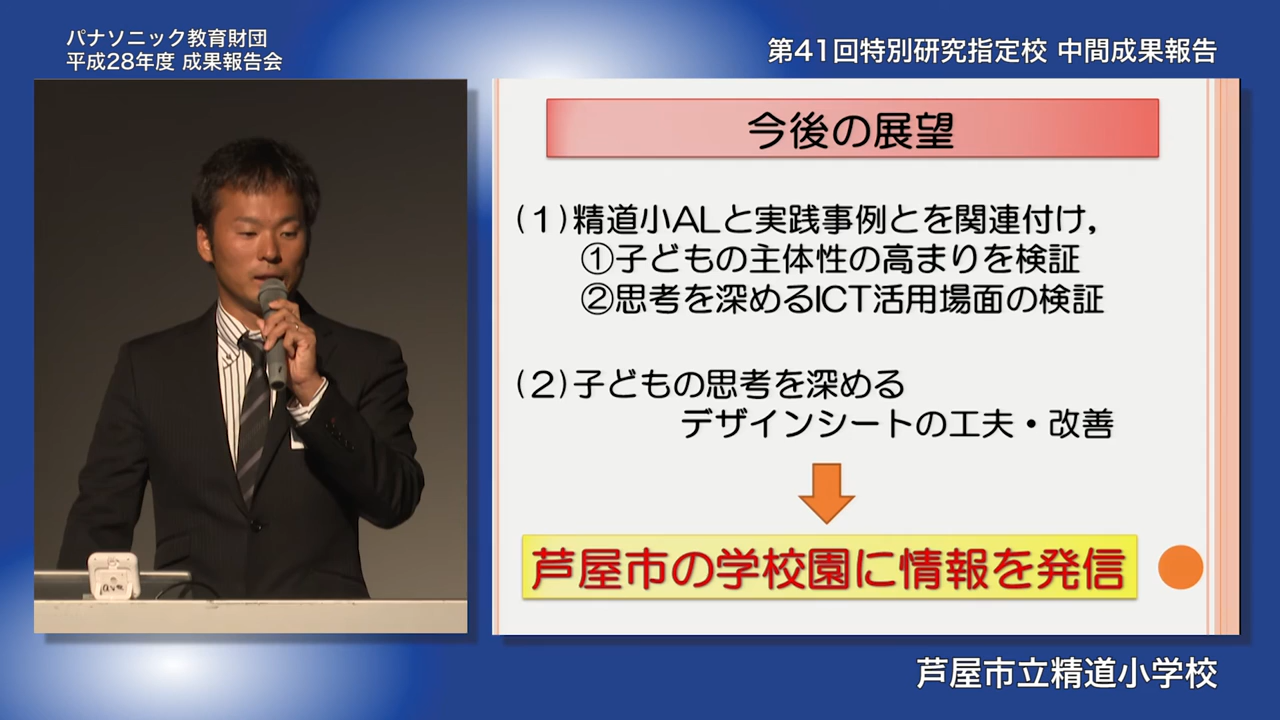 パナソニック教育財団
平成28年度 成果報告会
第41回特別研究指定校 中間成果報告
今後の展望
(1)精道小ALと実践事例とを関連付け,
①子どもの主体性の高まりを検証
②思考を深めるICT活用場面の検証
(2)子どもの思考を深める
デザインシートの工夫・改善
芦屋市の学校園に情報を発信
芦屋市立精道小学校